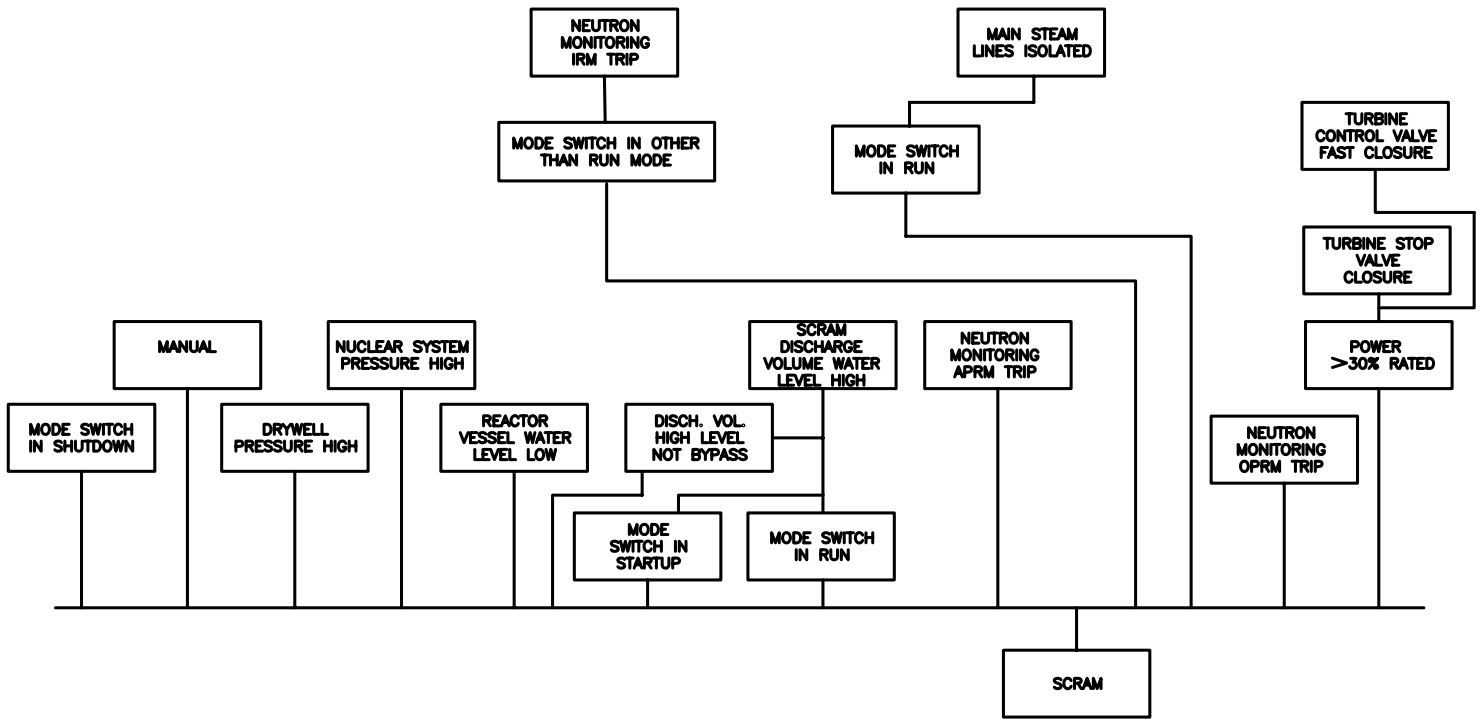 NEUTRON
MONITORING
IRM TRIP
MAIN STEAM
LINES ISOLATED
MODE SWITCH IN OTHER
THAN RUN MODE
MODE SWITCH
IN RUN
TURBINE
CONTROL VALVE
FAST CLOSURE
TURBINE STOP
VALVE
CLOSURE
MANUAL
NUCLEAR SYSTEM
PRESSURE HIGH
SCRAM
DISCHARGE
VOLUME WATER
LEVEL HIGH
NEUTRON
MONITORING
APRM TRIP
POWER
>30% RATED
MODE SWITCH
IN SHUTDOWN
DRYWELL
PRESSURE HIGH
REACTOR
VESSEL WATER
LEVEL LOW
DISCH. VOL.
HIGH LEVEL
NOT BYPASS
NEUTRON
MONITORING
OPRM TRIP
MODE
SWITCH IN
STARTUP
MODE SWITCH
IN RUN
SCRAM